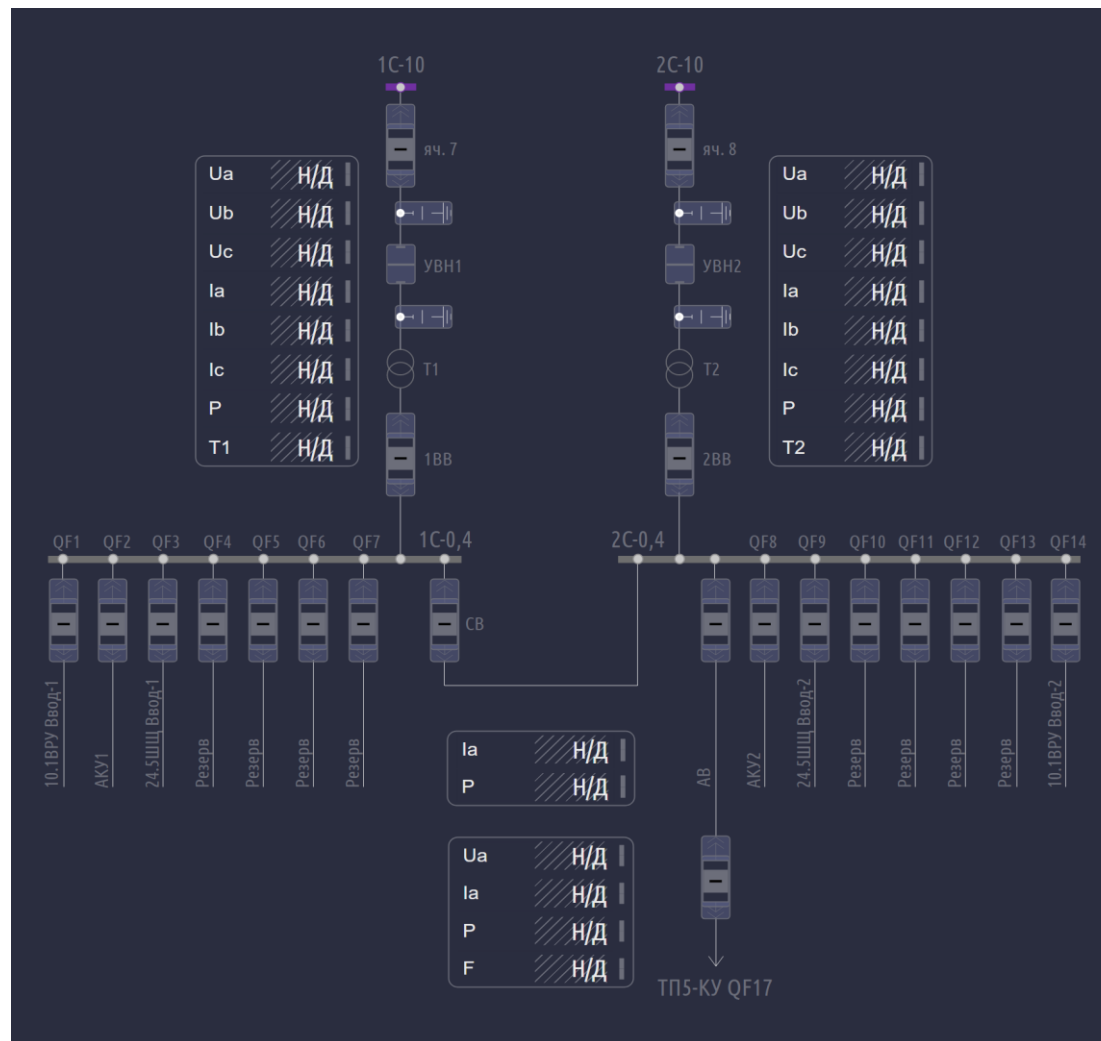 1С-10
2С-10
яч. 7
яч. 8
Ua Н/Д
Ub Н/Д
Uc Н/Д
Ia Н/Д
Ib Н/Д
Ic Н/Д
P Н/Д
T1 Н/Д
УВН1
Т1
1ВВ
Ua Н/Д
Ub Н/Д
Uc Н/Д
Ia Н/Д
Ib Н/Д
Ic Н/Д
P Н/Д
T2 Н/Д
УВН2
Т2
2ВВ
QF1 QF2 QF3 QF4 QF5 QF6 QF7 1С-0,4
2С-0,4 QF8 QF9 QF10 QF11 QF12 QF13 QF14
СВ
10.1ВРУ Ввод-1
АКУ1
24.5ШЩ Ввод-1
Резерв
Резерв
Резерв
Резерв
АВ
АКУ2
24.5ШЩ Ввод-2
Резерв
Резерв
Резерв
Резерв
10.1ВРУ Ввод-2
Ia Н/Д
P Н/Д
Ua Н/Д
Ia Н/Д
P Н/Д
F Н/Д
ТП5-КУ QF17